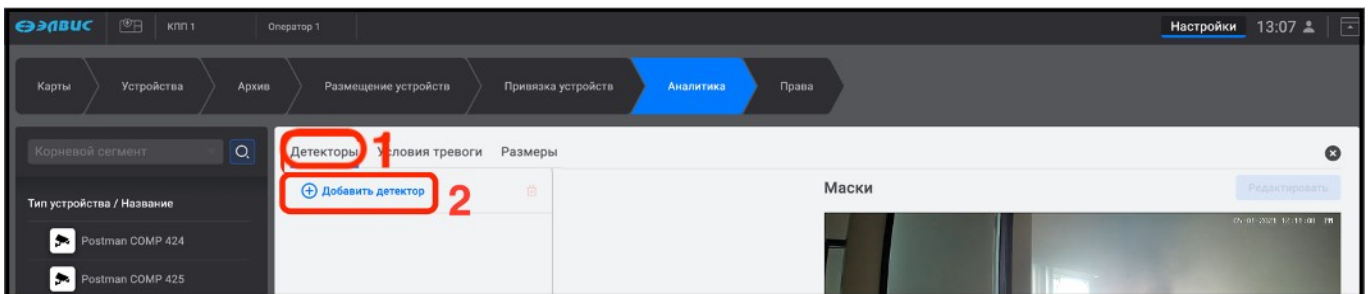 ЭЛВИС КПП 1 Оператор 1 Настройки 13:07
Карты Устройства Архив Размещение устройств Привязка устройств Аналитика Права
Корневой сегмент
Детекторы 1 Условия тревоги Размеры
Добавить детектор 2
Маски Редактировать
Тип устройства / Название
Postman COMP 424
Postman COMP 425